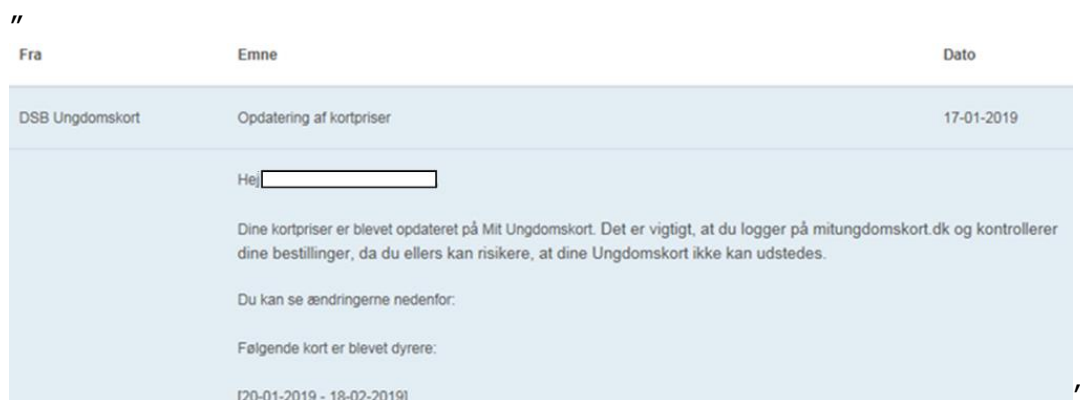 ”
Fra Emne Dato
DSB Ungdomskort Opdatering af kortpriser 17-01-2019
Hej
Dine kortpriser er blevet opdateret på Mit Ungdomskort. Det er vigtigt, at du logger på mitungdomskort.dk og kontrollerer
dine bestillinger, da du ellers kan risikere, at dine Ungdomskort ikke kan udstedes.
Du kan se ændringerne nedenfor:
Følgende kort er blevet dyrere:
[20-01-2019 - 18-02-2019]
,